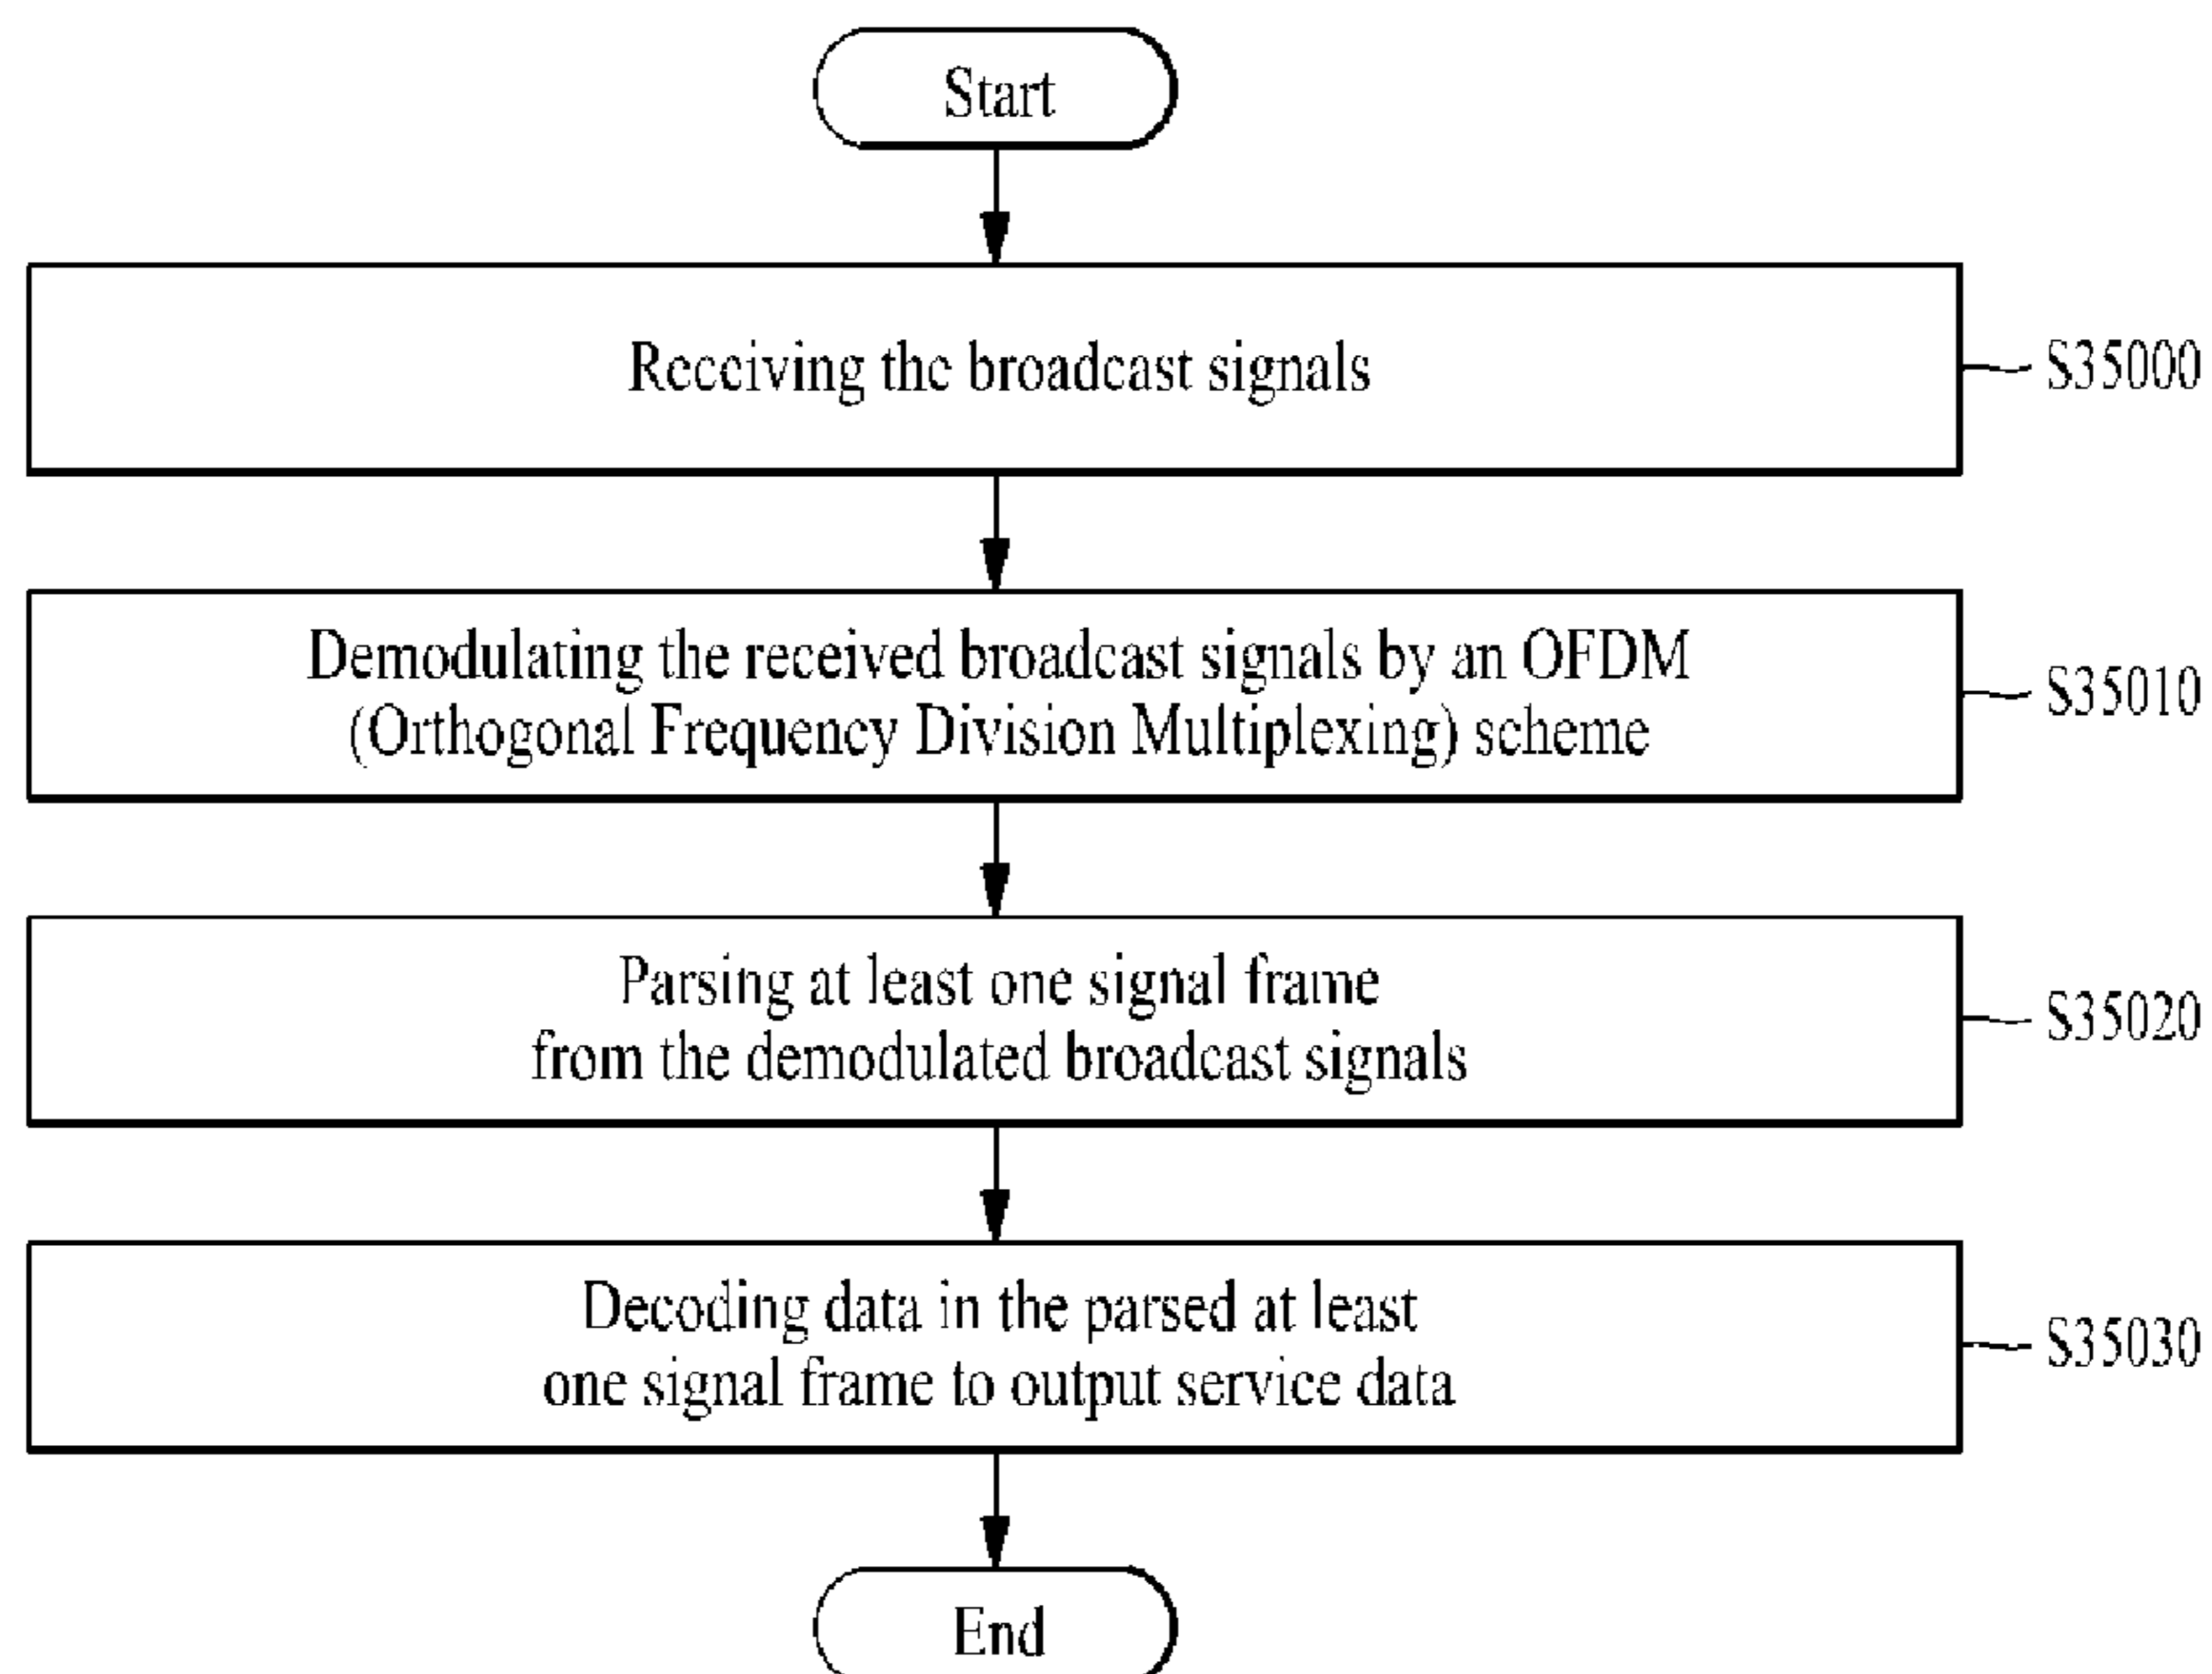 Start
Receiving the broadcast signals
S35000
Demodulating the received broadcast signals by an OFDM
(Orthogonal Frequency Division Multiplexing) scheme
S35010
Parsing at least one signal frame
from the demodulated broadcast signals
S35020
Decoding data in the parsed at least
one signal frame to output service data
S35030
End